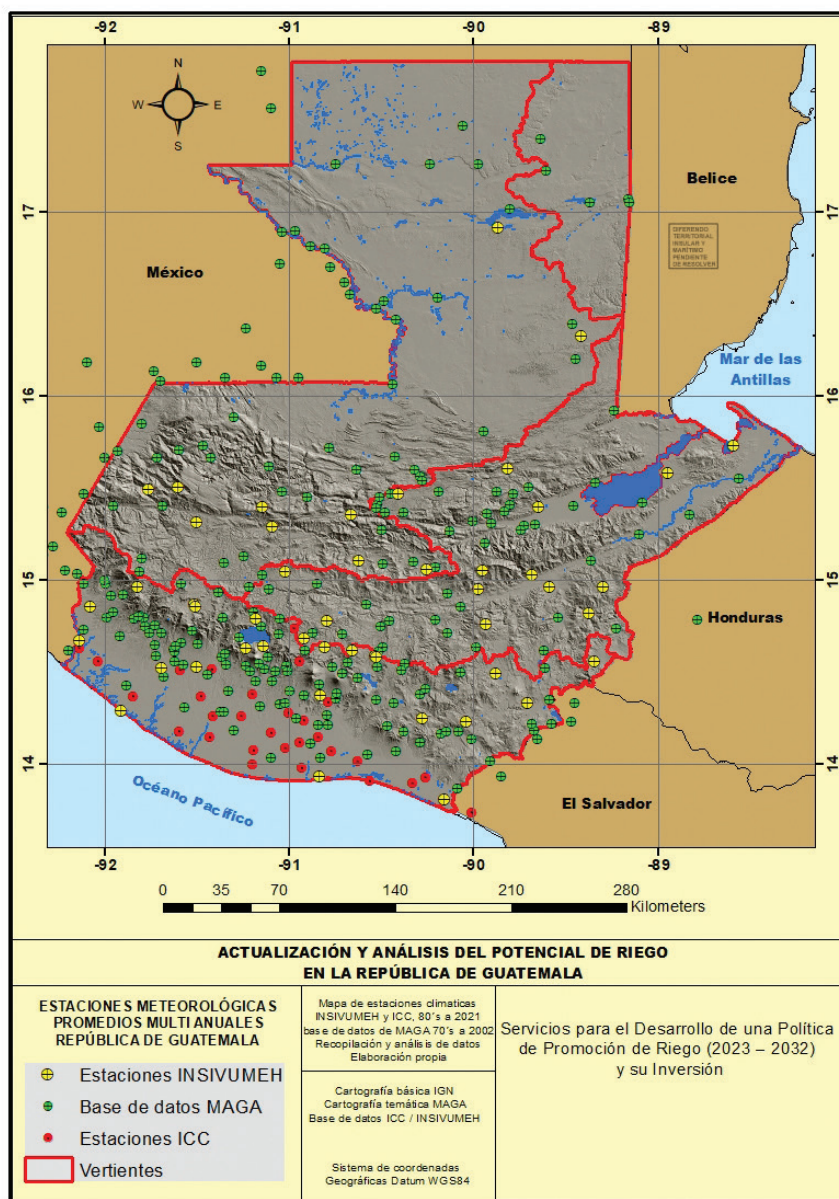 -92 -91 -90 -89
N
W E
S
Belice
17 17
DIFERENDO
TERRITORIAL
INSULAR Y
MARÍTIMO
PENDIENTE
DE RESOLVER
México
Mar de las
Antillas
16 16
15 15
Honduras
14 14
Océano Pacífico
El Salvador
-92 -91 -90 -89
0 35 70 140 210 280
Kilometers
ACTUALIZACIÓN Y ANÁLISIS DEL POTENCIAL DE RIEGO
EN LA REPÚBLICA DE GUATEMALA
ESTACIONES METEOROLÓGICAS
PROMEDIOS MULTI ANUALES
REPÚBLICA DE GUATEMALA
Estaciones INSIVUMEH
Base de datos MAGA
Estaciones ICC
Vertientes
Mapa de estaciones climaticas
INSIVUMEH y ICC, 80´s a 2021
base de datos de MAGA 70´s a 2002
Recopilación y análisis de datos
Elaboración propia
Cartografía básica IGN
Cartografía temática MAGA
Base de datos ICC / INSIVUMEH
Sistema de coordenadas
Geográficas Datum WGS84
Servicios para el Desarrollo de una Política
de Promoción de Riego (2023 – 2032)
y su Inversión